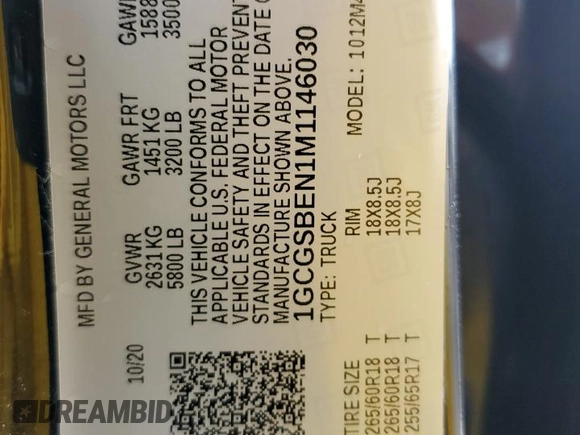 MFD BY GENERAL MOTORS LLC
10/20
GVWR GAWR FRT
2631 KG 1451 KG 1588
5800 LB 3200 LB 3500
THIS VEHICLE CONFORMS TO ALL
APPLICABLE U.S. FEDERAL MOTOR
VEHICLE SAFETY AND THEFT PREVENT
STANDARDS IN EFFECT ON THE DATE O
MANUFACTURE SHOWN ABOVE.
1GCGSBEN1M1146030
TYPE: TRUCK MODEL: 1012M4
TIRE SIZE RIM
265/60R18 T 18X8.5J
265/60R18 T 18X8.5J
255/65R17 T 17X8J
DREAMBID